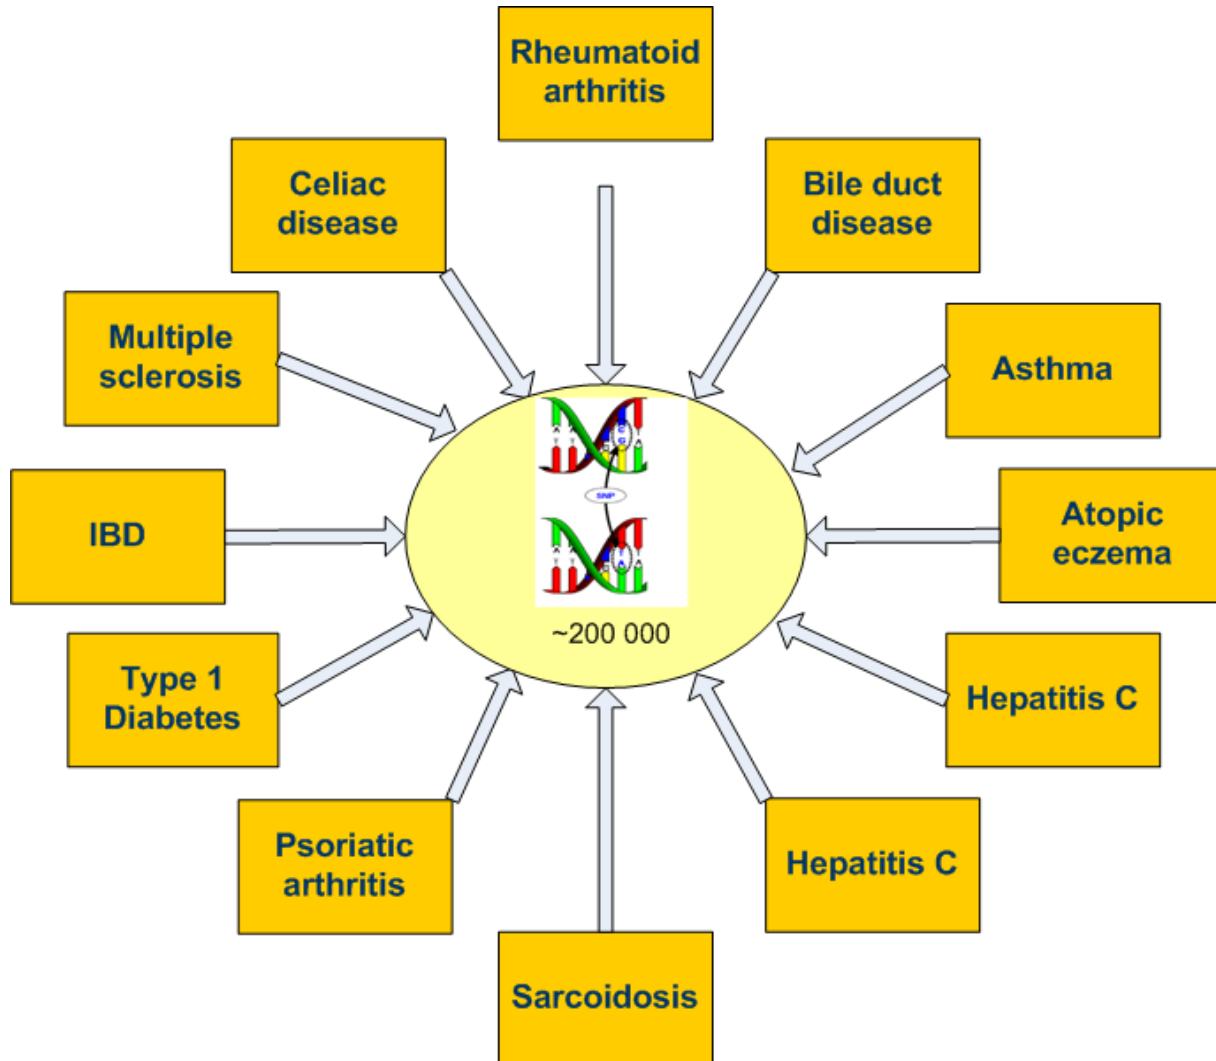 Rheumatoid
arthritis
Celiac
disease
Bile duct
disease
Multiple
sclerosis
Asthma
IBD
Atopic
eczema
SNP
~200 000
Type 1
Diabetes
Hepatitis C
Psoriatic
arthritis
Hepatitis C
Sarcoidosis